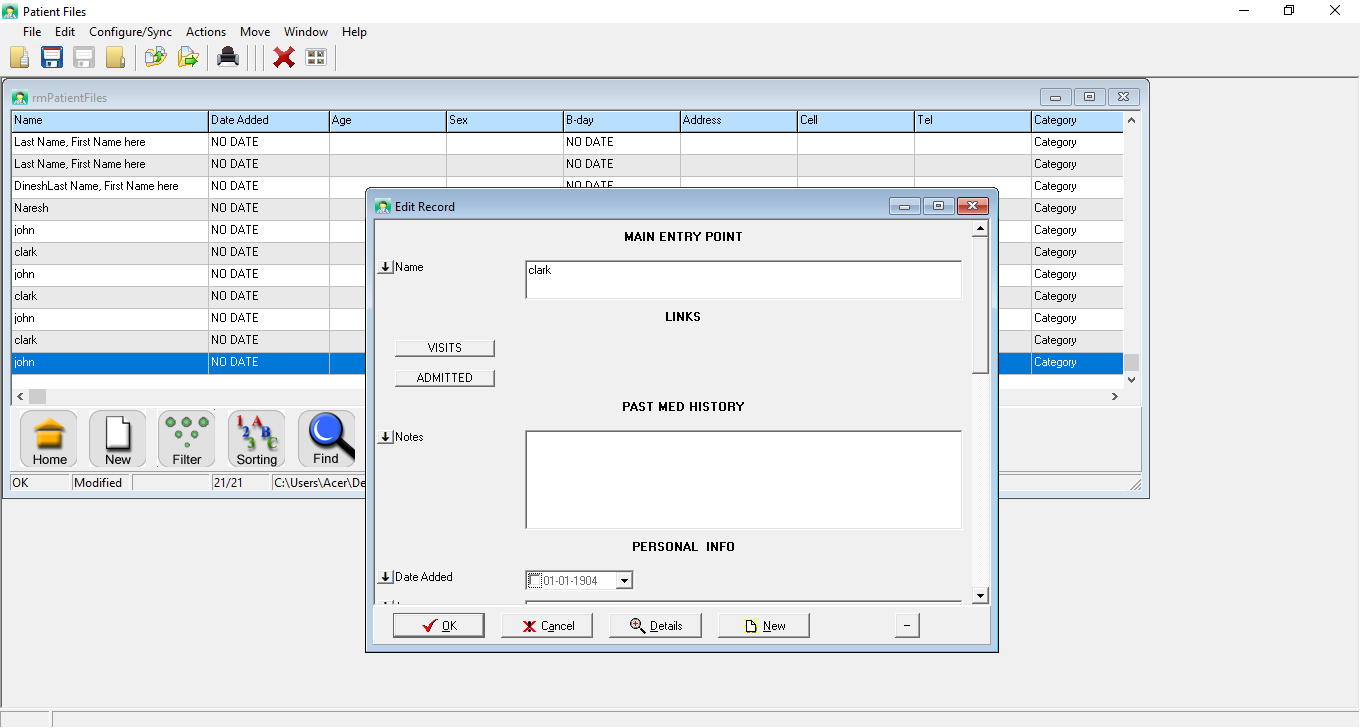 Patient Files
File Edit Configure/Sync Actions Move Window Help
rmPatientFiles
Name Date Added Age Sex B-day Address Cell Tel Category
Last Name, First Name here NO DATE NO DATE Category
Last Name, First Name here NO DATE NO DATE Category
DineshLast Name, First Name here NO DATE NO DATE Category
Naresh NO DATE Category
john NO DATE Category
clark NO DATE Category
john NO DATE Category
clark NO DATE Category
john NO DATE Category
clark NO DATE Category
john NO DATE Category
Home New Filter Sorting Find
OK Modified 21/21 C:\Users\Acer\De
Edit Record
MAIN ENTRY POINT
Name clark
LINKS
VISITS
ADMITTED
PAST MED HISTORY
Notes
PERSONAL INFO
Date Added 01-01-1904
OK Cancel Details New -